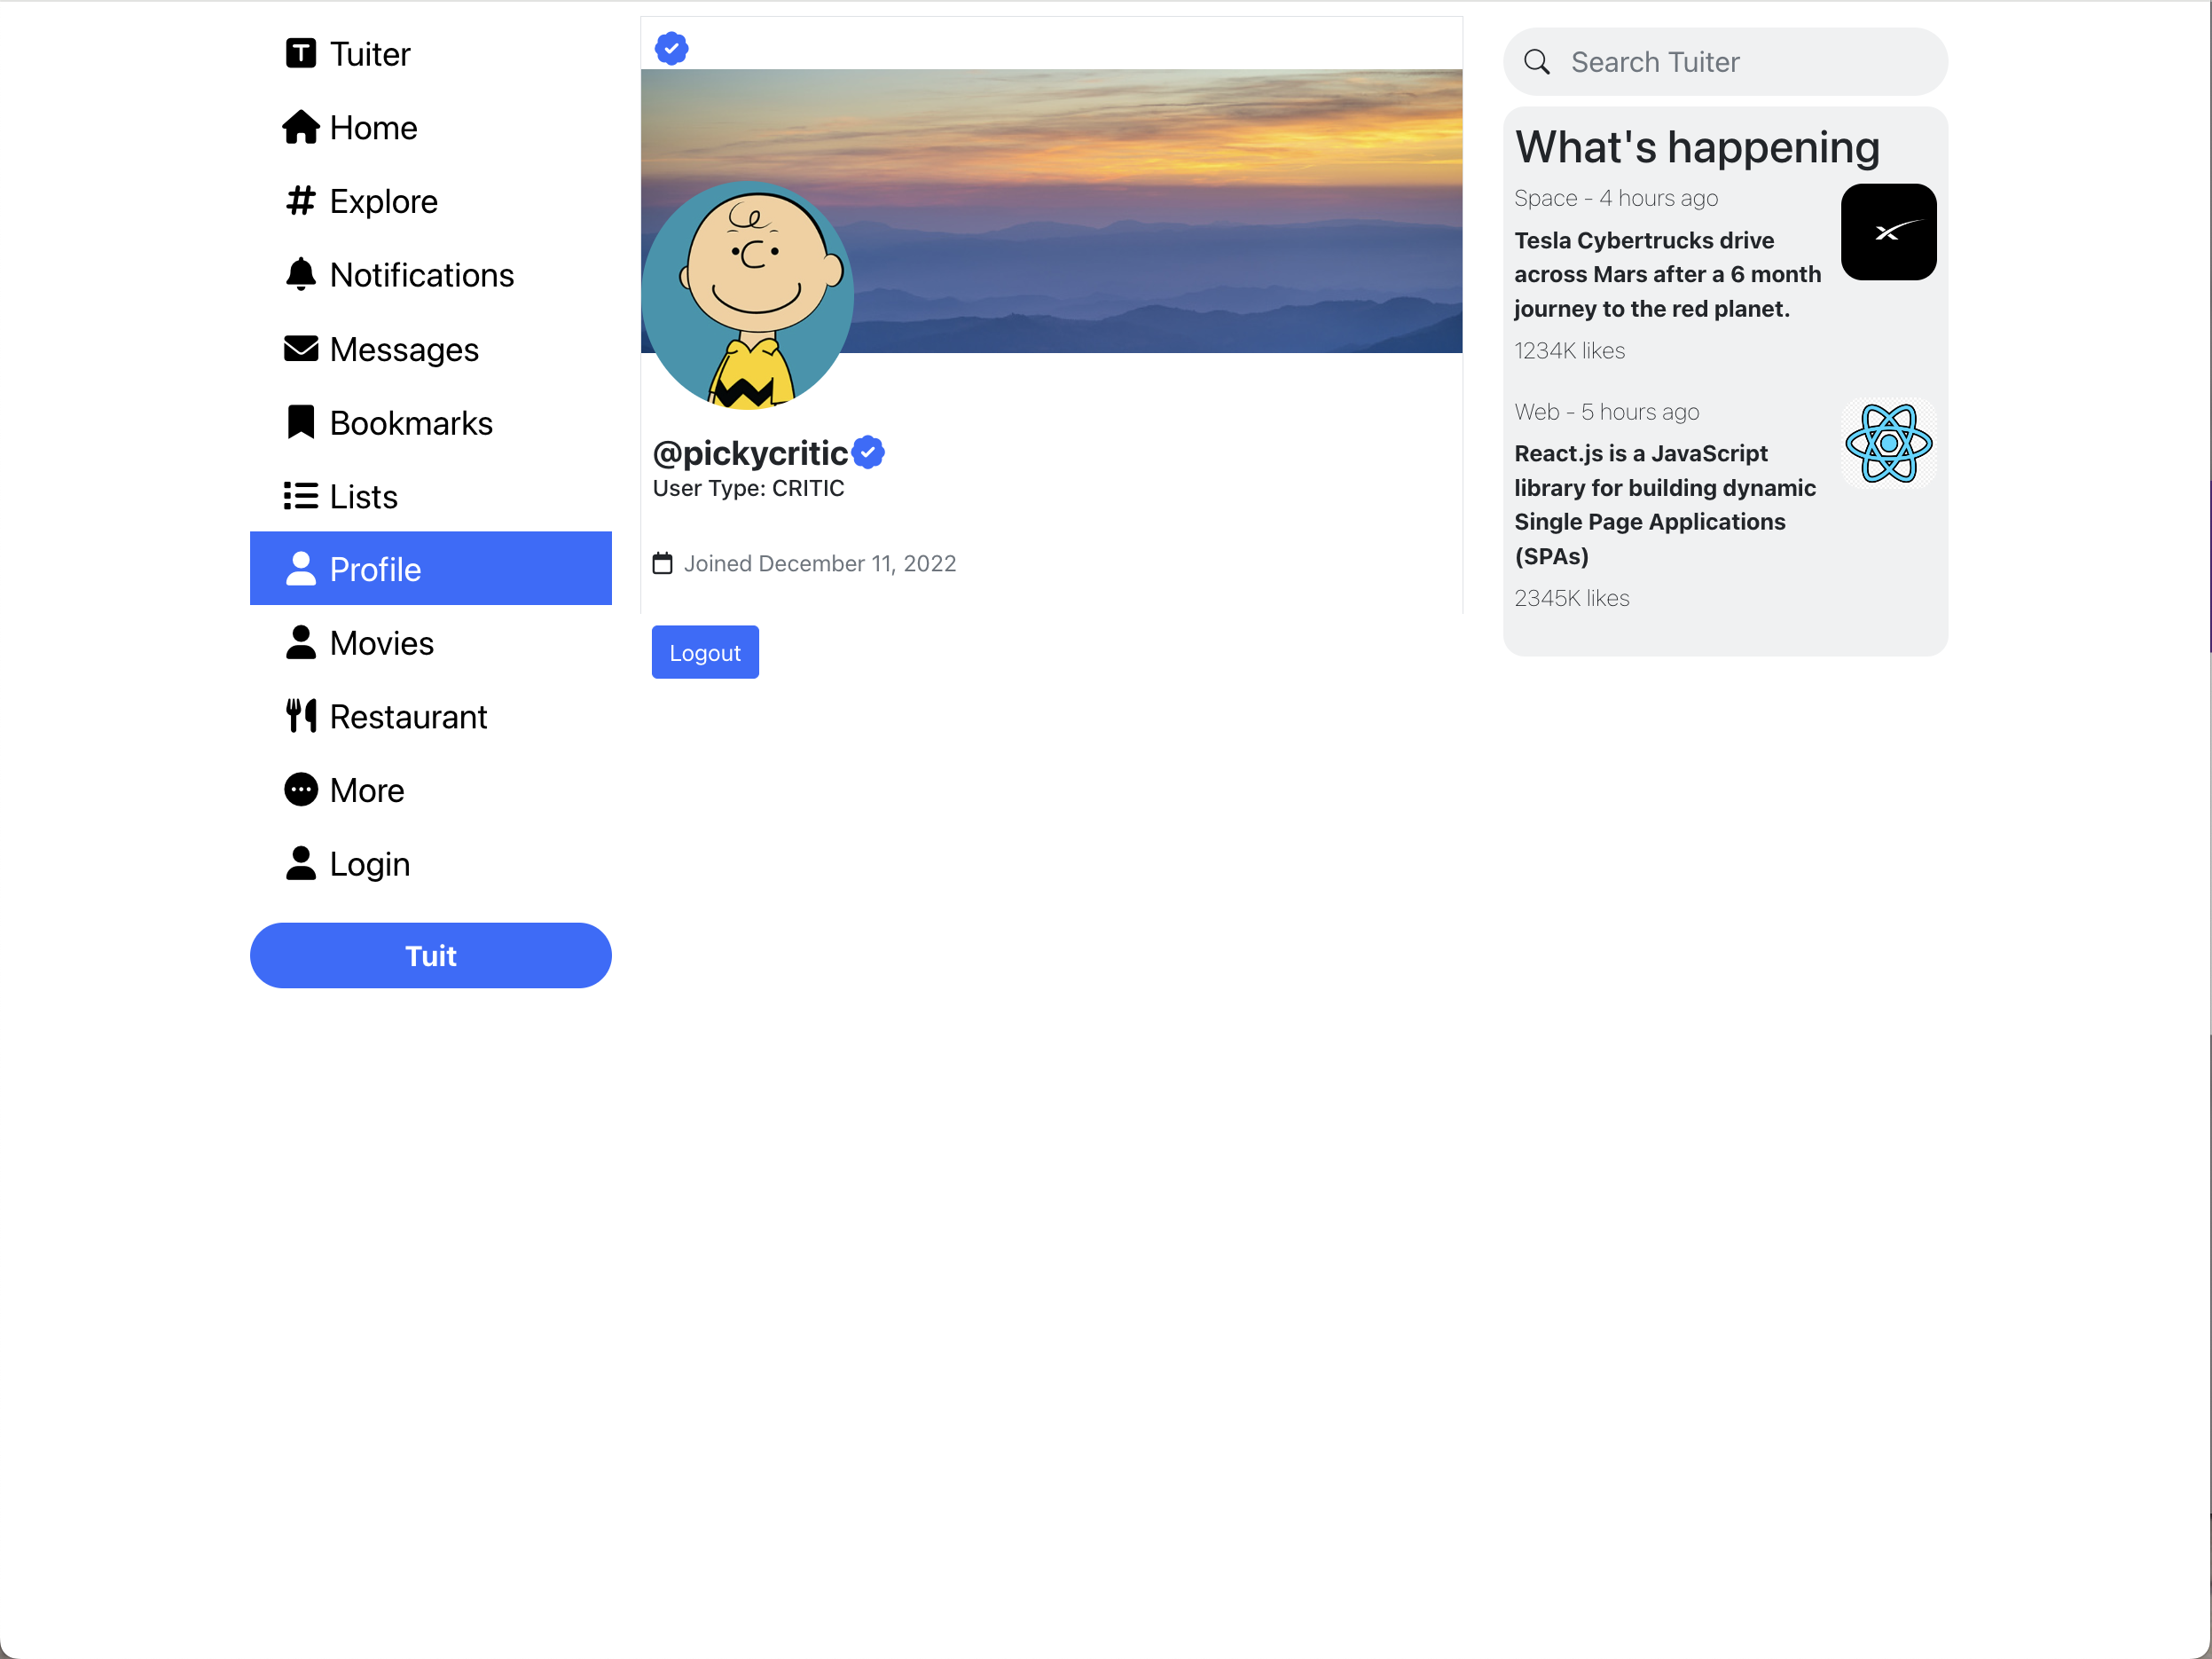 Tuiter
Home
Explore
Notifications
Messages
Bookmarks
Lists
Profile
Movies
Restaurant
More
Login
Tuit
@pickycritic
User Type: CRITIC
Joined December 11, 2022
Logout
Search Tuiter
What's happening
Space - 4 hours ago
Tesla Cybertrucks drive
across Mars after a 6 month
journey to the red planet.
1234K likes
Web - 5 hours ago
React.js is a JavaScript
library for building dynamic
Single Page Applications
(SPAs)
2345K likes